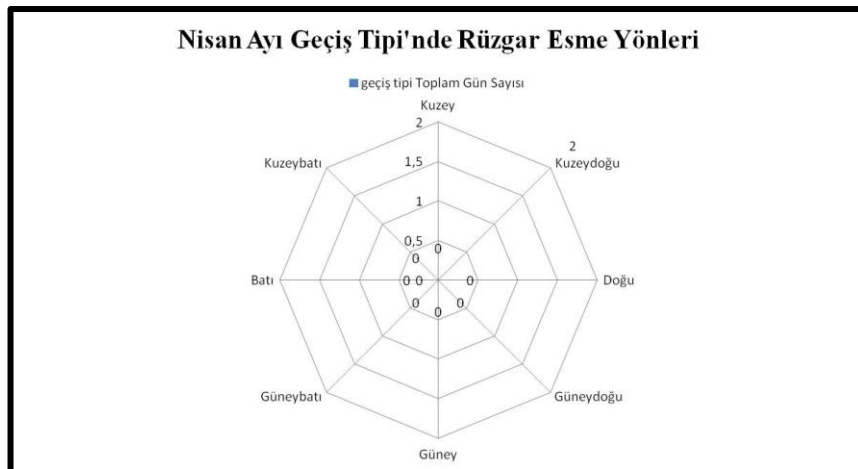 Nisan Ayı Geçiş Tipi'nde Rüzgar Esme Yönleri
geçiş tipi Toplam Gün Sayısı
Kuzey
2
2
Kuzeybatı
1,5
Kuzeydoğu
1
0,5
0
0
Batı
0
0
0
Doğu
0
0
0
Güneybatı
Güneydoğu
Güney